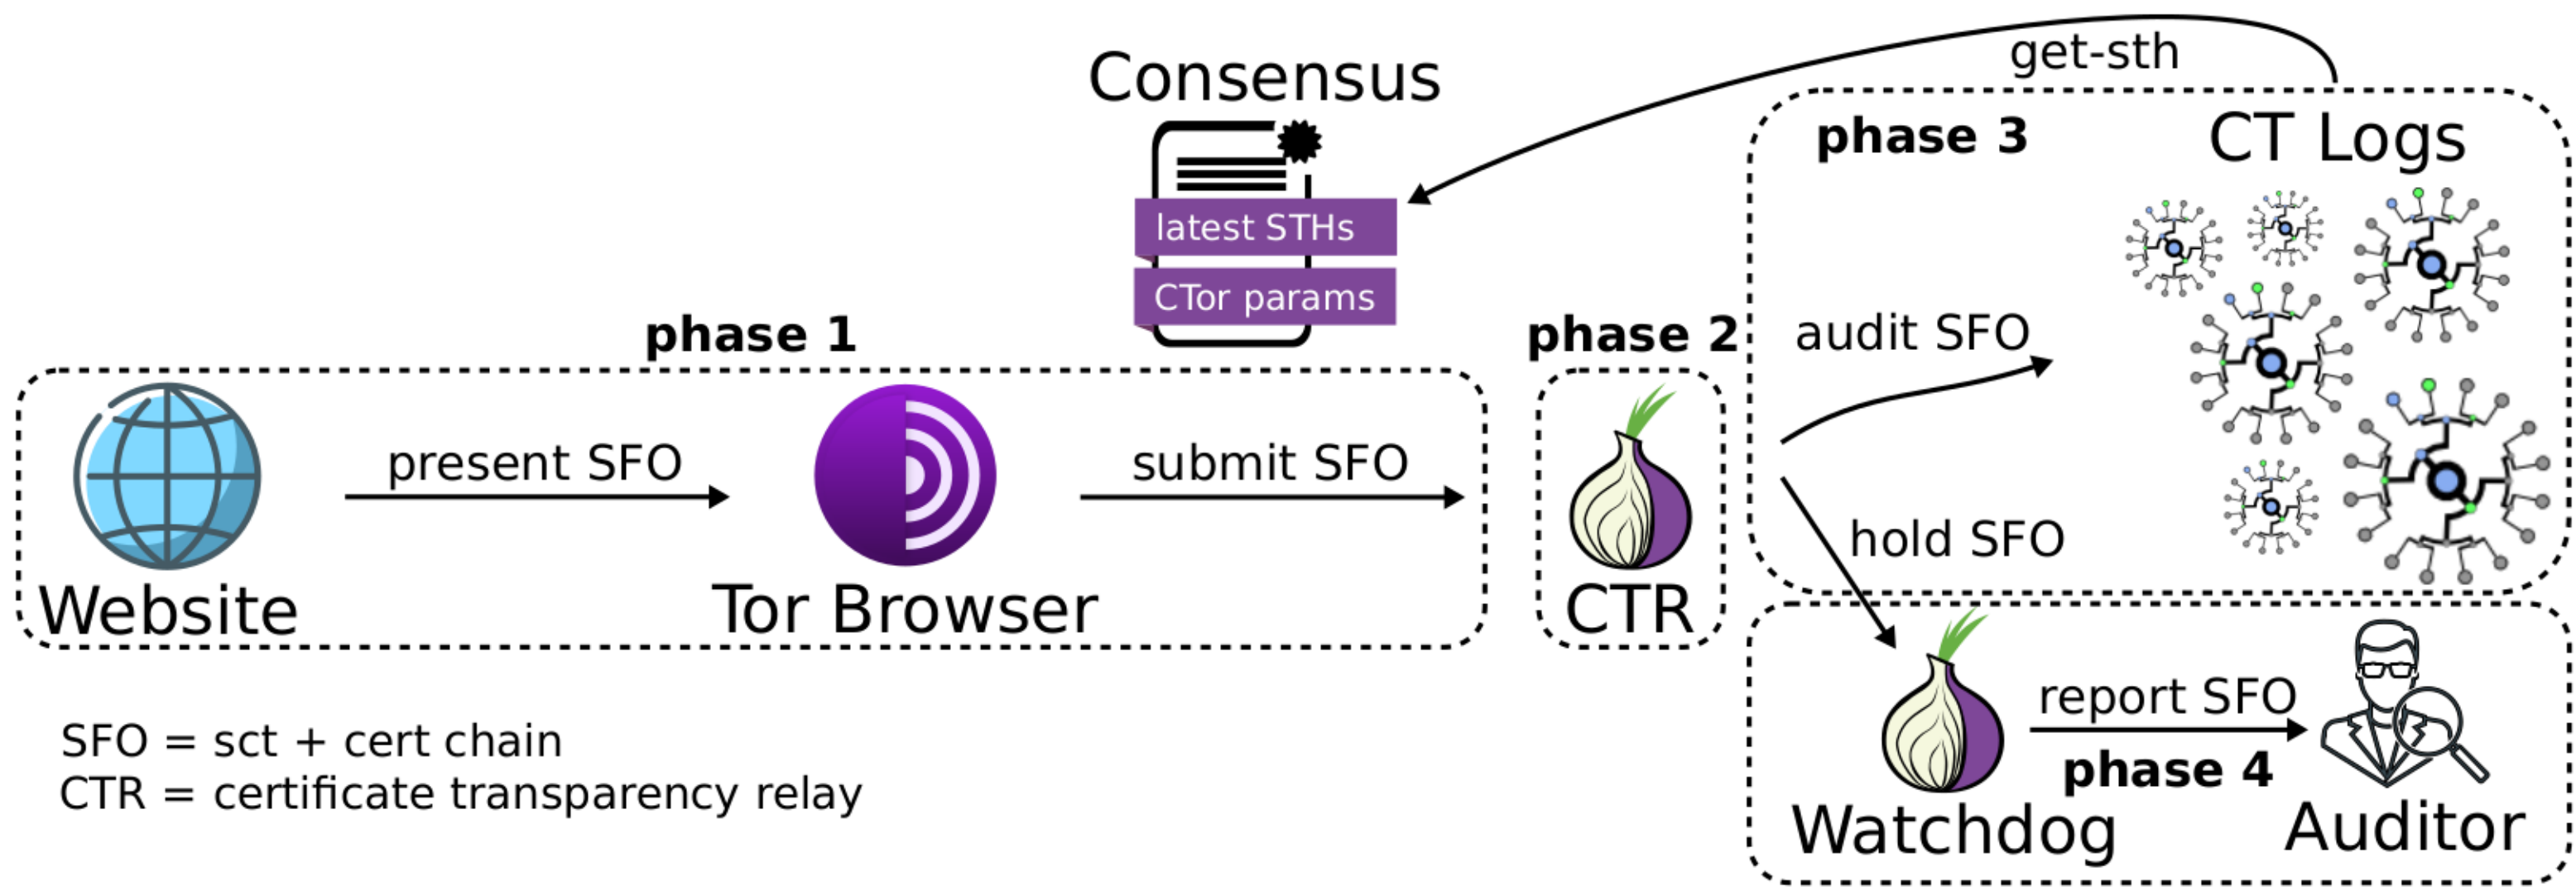 get-sth
Consensus
phase 3
CT Logs
latest STHs
CTor params
phase 1
phase 2
audit SFO
present SFO
submit SFO
hold SFO
Website
Tor Browser
CTR
report SFO
phase 4
SFO = sct + cert chain
CTR = certificate transparency relay
Watchdog
Auditor